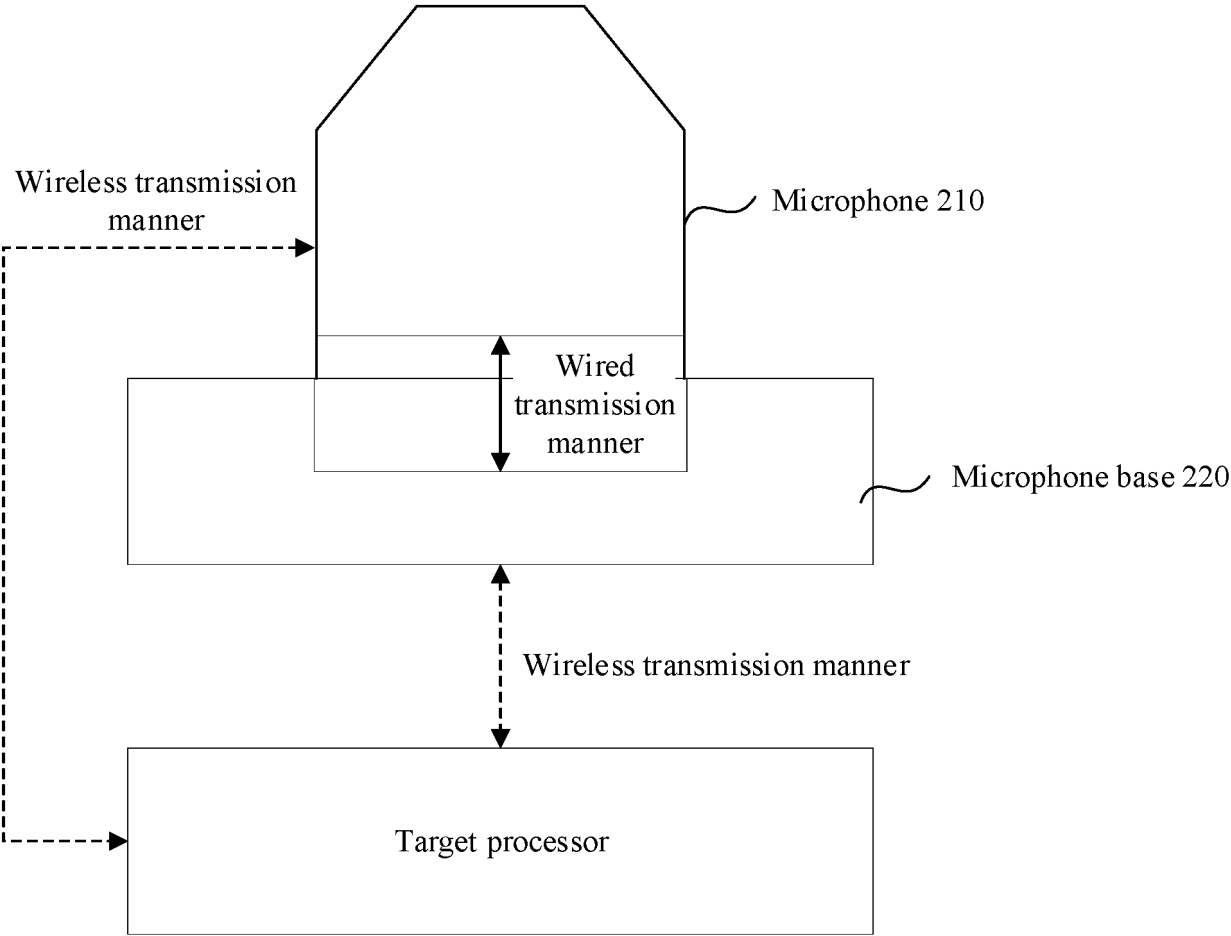 Wireless transmission
manner
Microphone 210
Wired
transmission
manner
Microphone base 220
Wireless transmission manner
Target processor